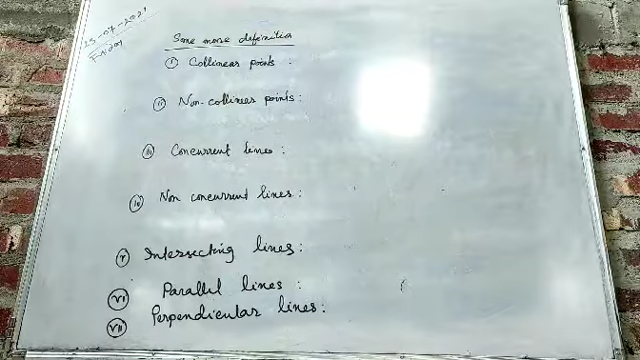 23-07-2021
Friday
Some more definitia
(i) Collinear points :
(ii) Non-collinear points :
(iii) Concurrent lines :
(iv) Non concurrent lines :
(v) Intersecting lines :
(vi) Parallel lines :
(vii) Perpendicular lines :